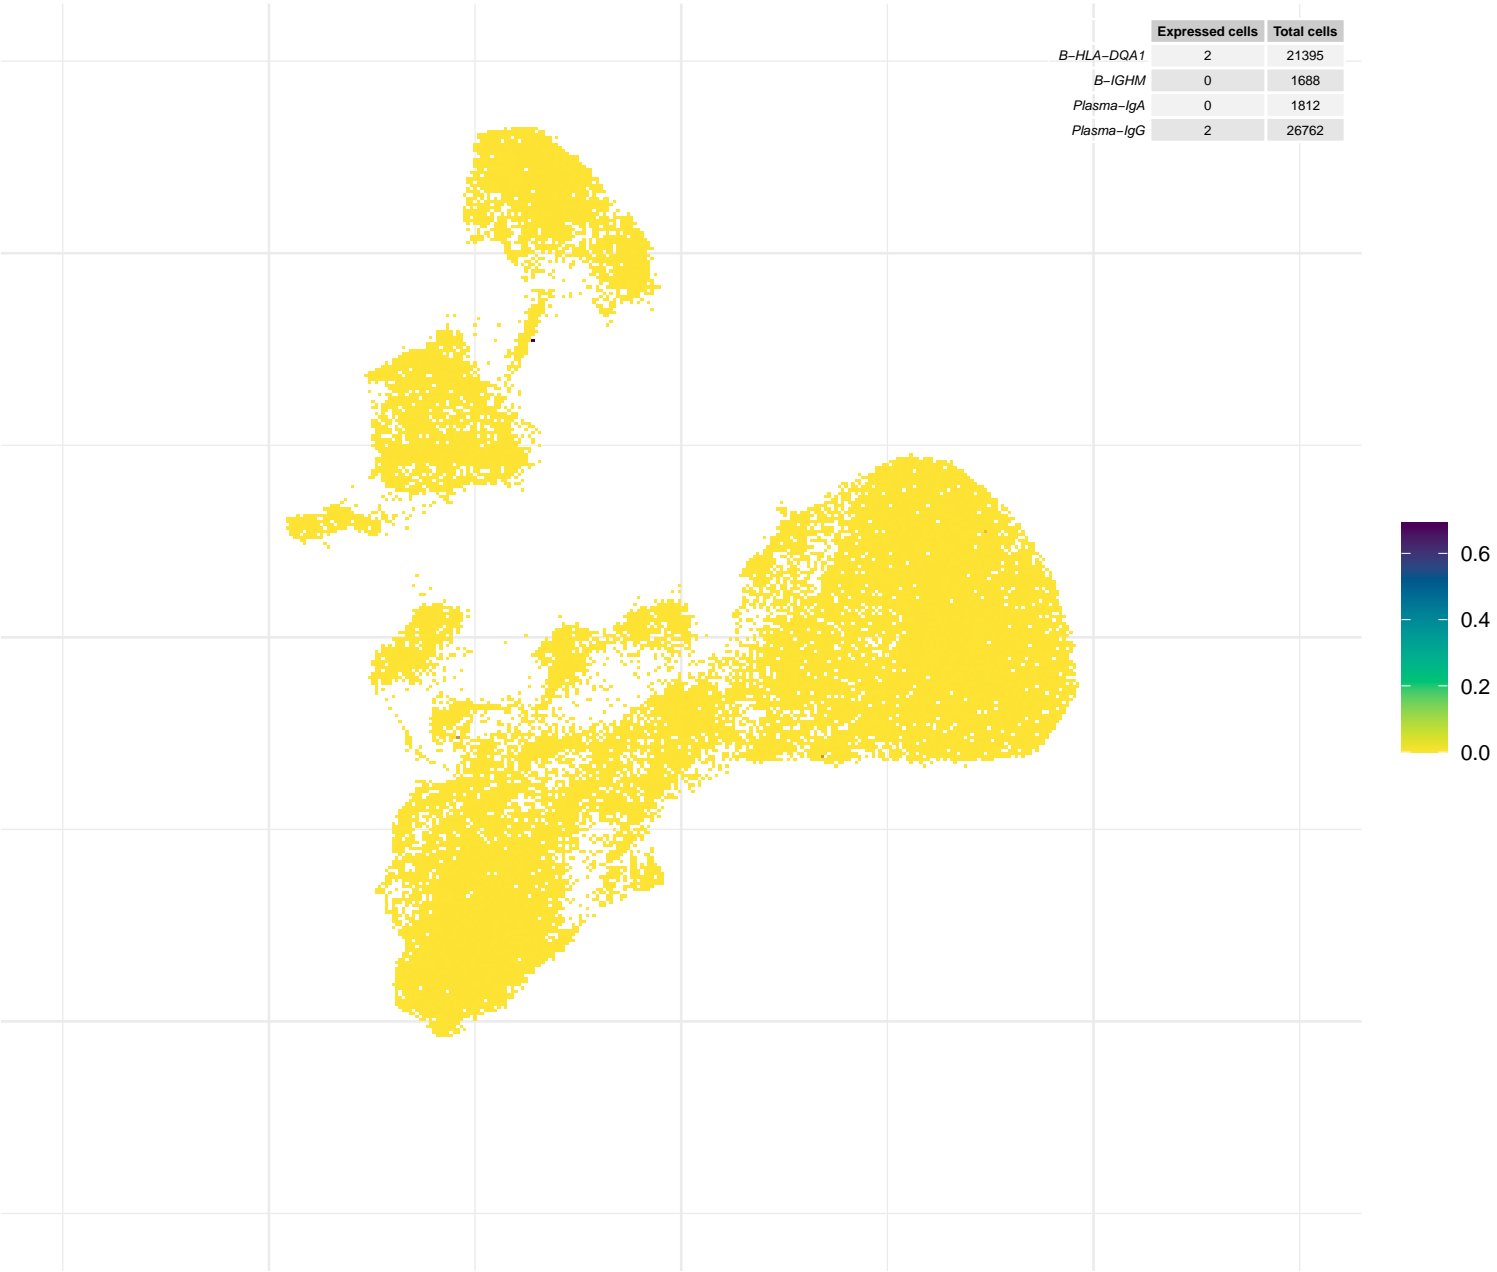 Expressed cells Total cells
B−HLA−DQA1 2 21395
B−IGHM 0 1688
Plasma−IgA 0 1812
Plasma−IgG 2 26762
0.6
0.4
0.2
0.0